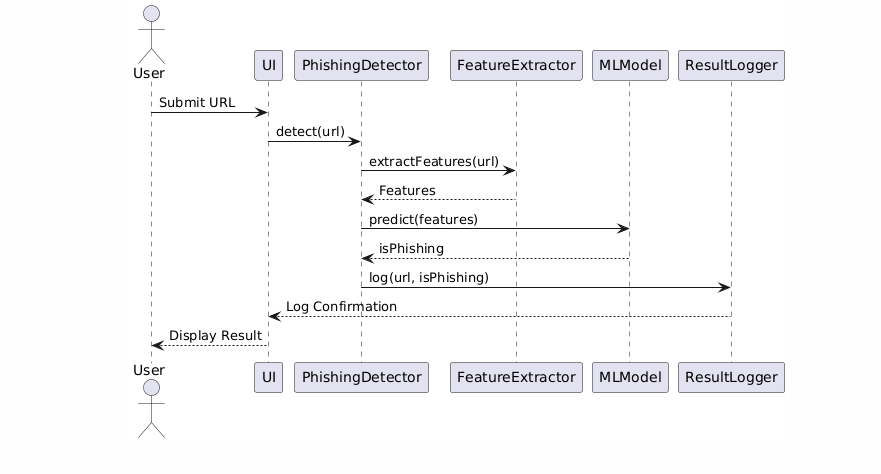 User
UI
PhishingDetector
FeatureExtractor
MLModel
ResultLogger
Submit URL
detect(url)
extractFeatures(url)
Features
predict(features)
isPhishing
log(url, isPhishing)
Log Confirmation
Display Result
User
UI
PhishingDetector
FeatureExtractor
MLModel
ResultLogger